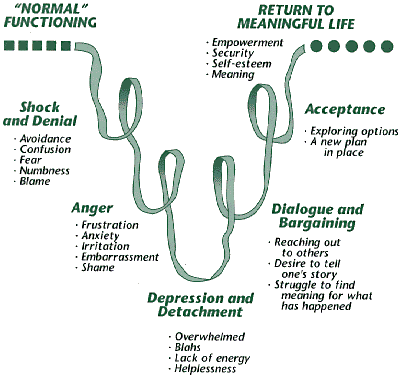 "NORMAL"
FUNCTIONING
RETURN TO
MEANINGFUL LIFE
· Empowerment
· Security
· Self-esteem
· Meaning
Shock
and Denial
· Avoidance
· Confusion
· Fear
· Numbness
· Blame
Acceptance
· Exploring options
· A new plan
in place
Anger
· Frustration
· Anxiety
· Irritation
· Embarrassment
· Shame
Dialogue and
Bargaining
· Reaching out
to others
· Desire to tell
one's story
· Struggle to find
meaning for what
has happened
Depression and
Detachment
· Overwhelmed
· Blahs
· Lack of energy
· Helplessness